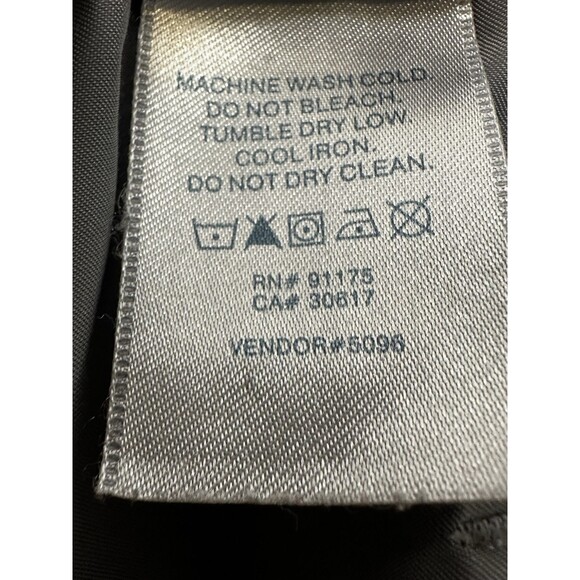 MACHINE WASH COLD.
DO NOT BLEACH.
TUMBLE DRY LOW.
COOL IRON.
DO NOT DRY CLEAN.
RN# 91175
CA# 30617
VENDOR#5096